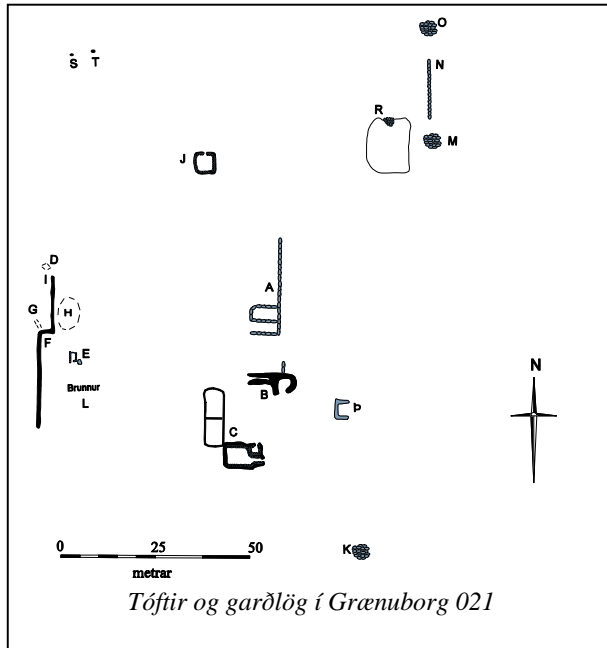 O
S T
N
R
M
J
D
I
A
G
H
F
E
B
N
Brunnur
L
Þ
C
0 25 50
K
metrar
Tóftir og garðlög í Grænuborg 021